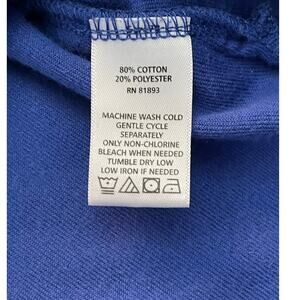 80% COTTON
20% POLYESTER
RN 81893
MACHINE WASH COLD
GENTLE CYCLE
SEPARATELY
ONLY NON-CHLORINE
BLEACH WHEN NEEDED
TUMBLE DRY LOW
LOW IRON IF NEEDED